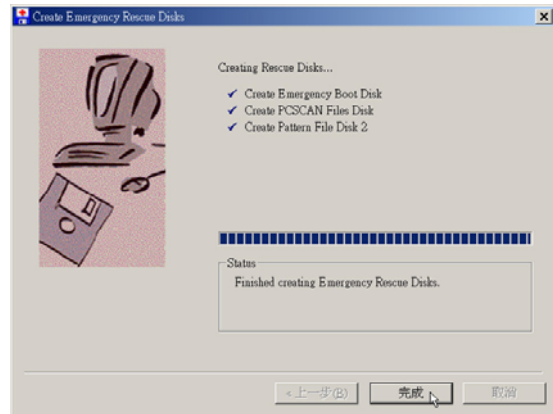 Create Emergency Rescue Disks
Creating Rescue Disks...
Create Emergency Boot Disk
Create PCSCAN Files Disk
Create Pattern File Disk 2
Status
Finished creating Emergency Rescue Disks.
<上一步(B)
完成
取消